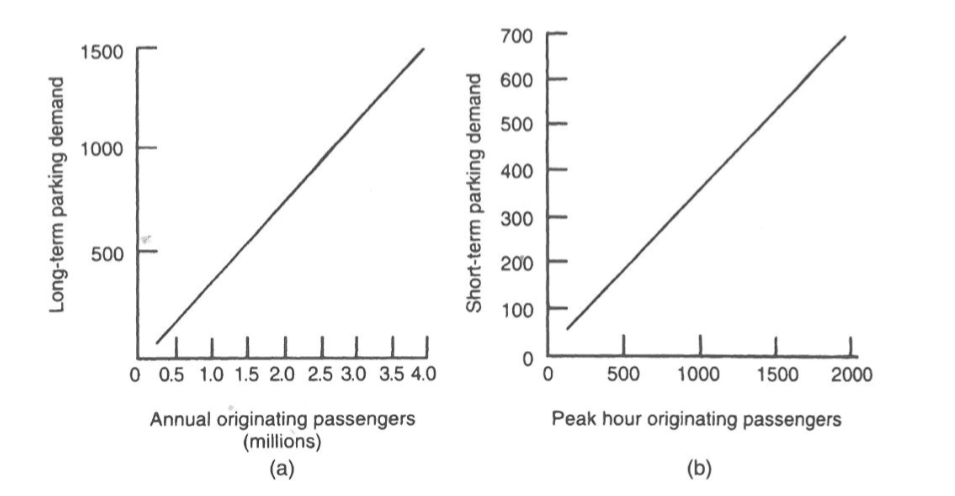 Long-term parking demand
1500
1000
500
0 0.5 1.0 1.5 2.0 2.5 3.0 3.5 4.0
Annual originating passengers
(millions)
(a)
Short-term parking demand
700
600
500
400
300
200
100
0
0 500 1000 1500 2000
Peak hour originating passengers
(b)